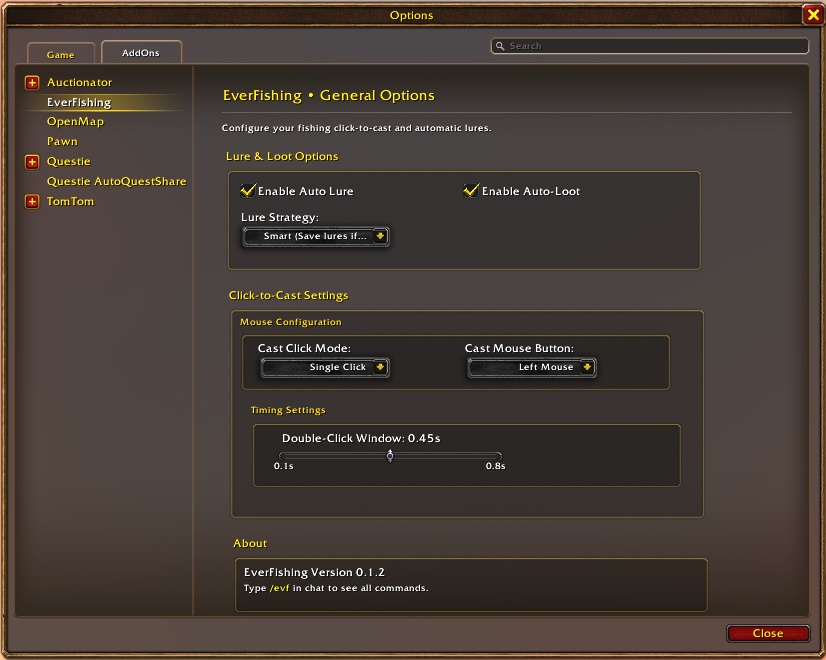 Options
Game
AddOns
Search
Auctionator
EverFishing
OpenMap
Pawn
Questie
Questie AutoQuestShare
TomTom
EverFishing • General Options
Configure your fishing click-to-cast and automatic lures.
Lure & Loot Options
Enable Auto Lure
Enable Auto-Loot
Lure Strategy:
Smart (Save lures if...
Click-to-Cast Settings
Mouse Configuration
Cast Click Mode:
Cast Mouse Button:
Single Click
Left Mouse
Timing Settings
Double-Click Window: 0.45s
0.1s
0.8s
About
EverFishing Version 0.1.2
Type /evf in chat to see all commands.
Close